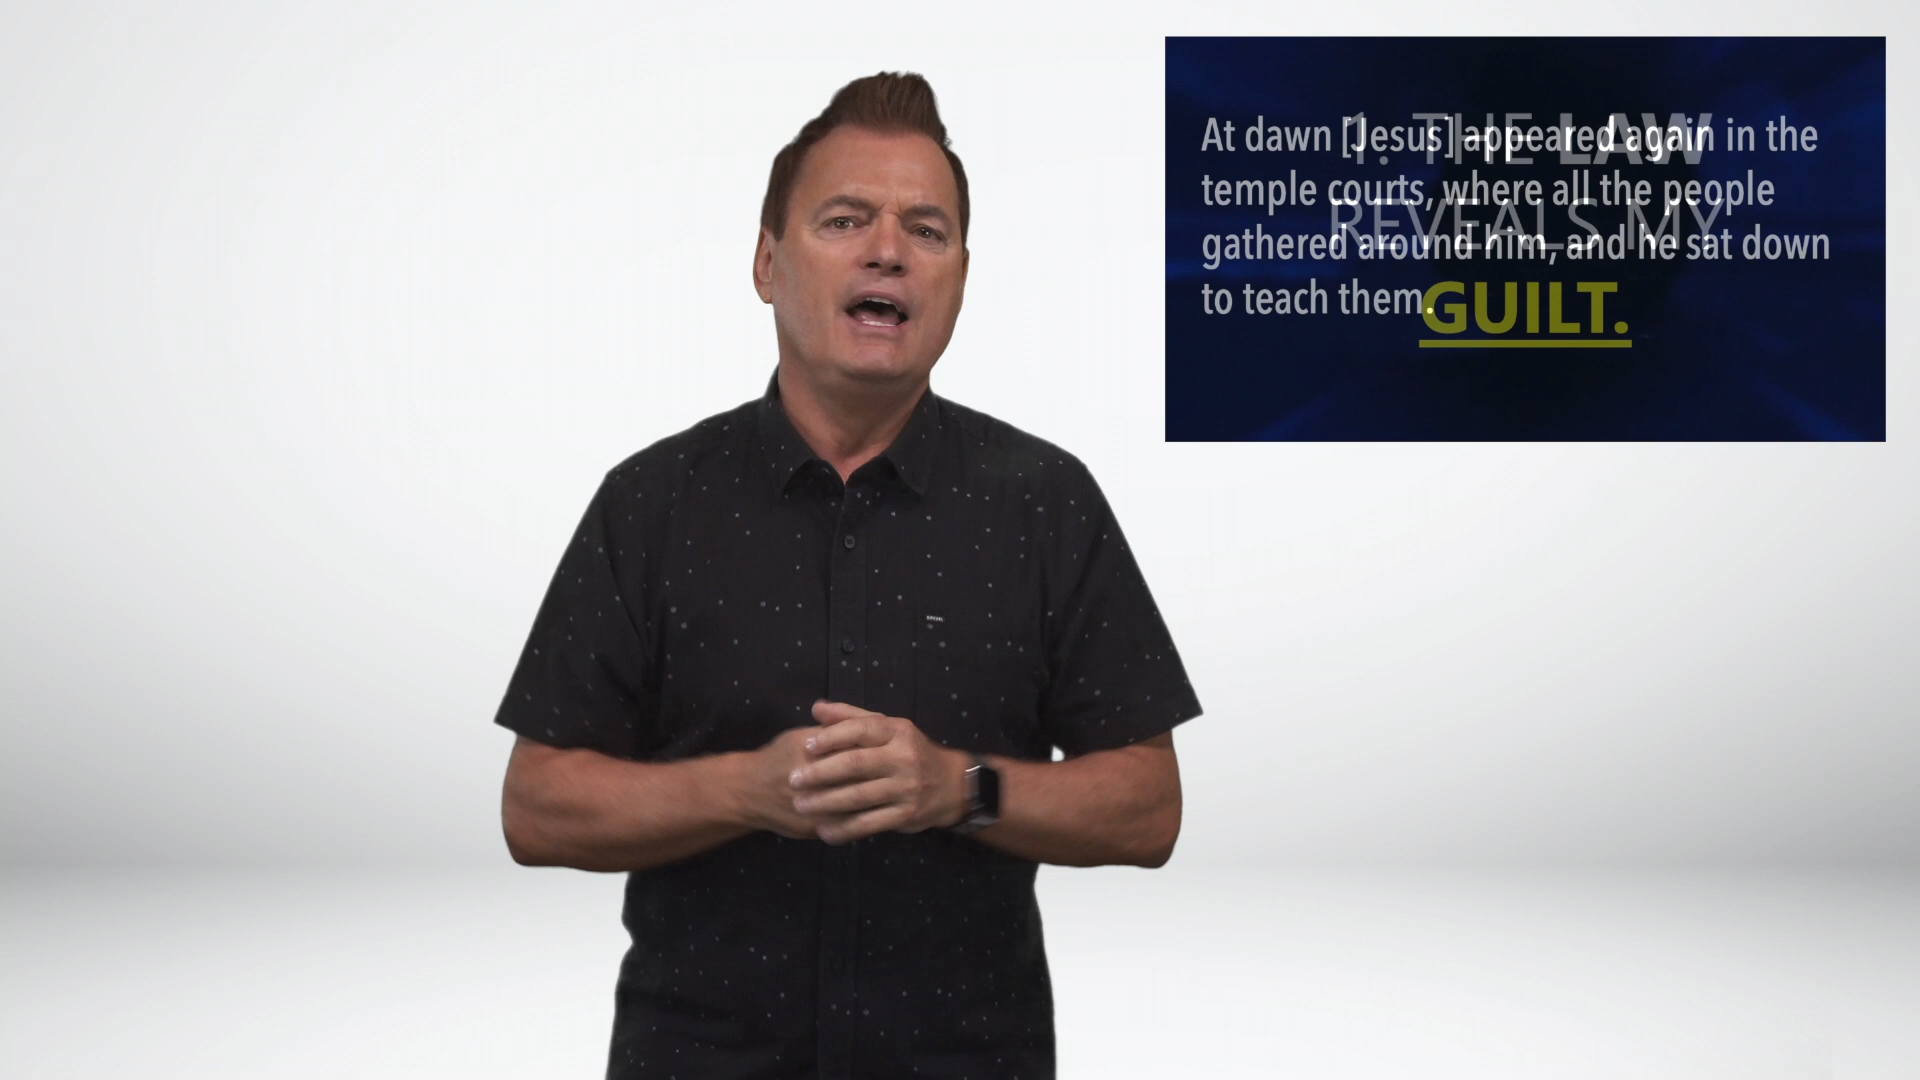 At dawn [Jesus] appeared again in the
temple courts, where all the people
gathered around him, and he sat down
to teach them.
1. THE LAW
REVEALS MY
GUILT.